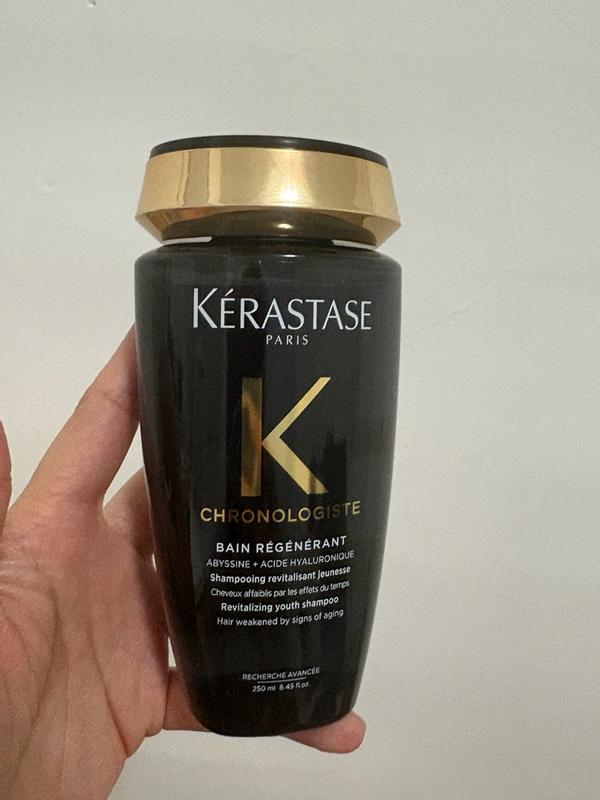 KÉRASTASE
PARIS
K
CHRONOLOGISTE
BAIN RÉGÉNÉRANT
ABYSSINE + ACIDE HYALURONIQUE
Shampooing revitalisant jeunesse
Cheveux affaiblis par les effets du temps
Revitalizing youth shampoo
Hair weakened by signs of aging
RECHERCHE AVANCÉE
250 ml 8.45 fl.oz.